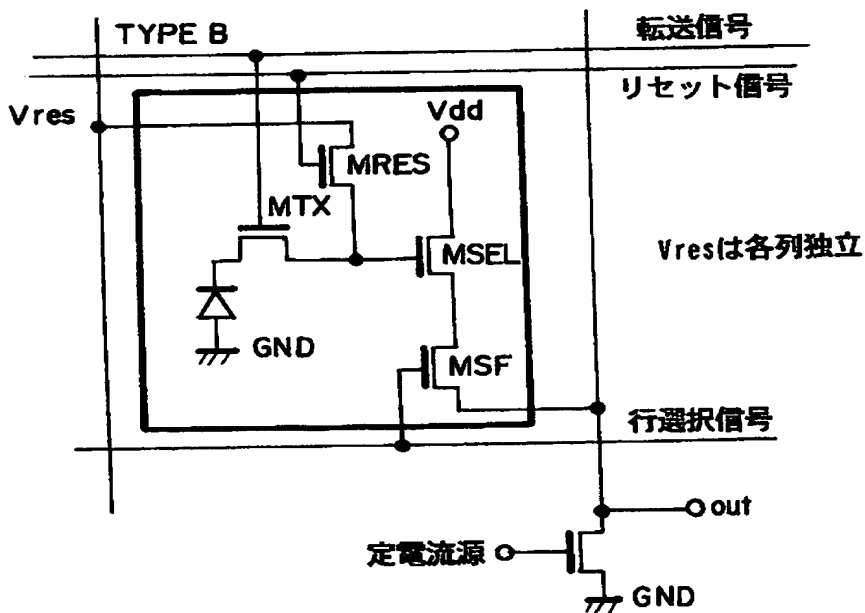 TYPE B
転送信号
リセット信号
Vres
Vdd
MRES
MTX
MSEL
Vresは各列独立
GND
MSF
行選択信号
out
定電流源
GND